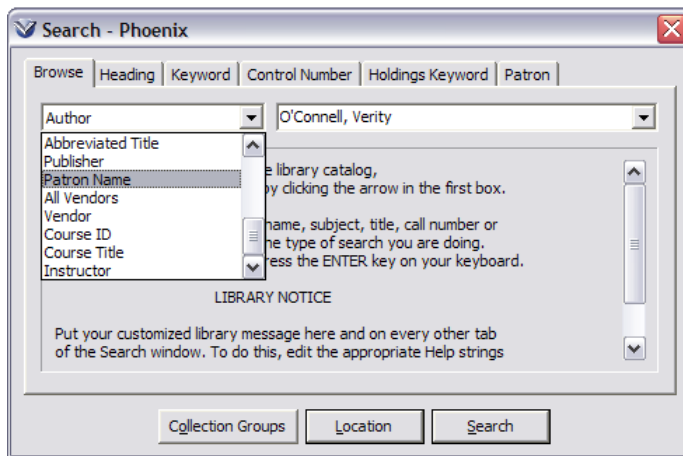 Search - Phoenix
Browse Heading Keyword Control Number Holdings Keyword Patron
Author O'Connell, Verity
Abbreviated Title
Publisher
Patron Name
All Vendors
Vendor
Course ID
Course Title
Instructor
library catalog,
by clicking the arrow in the first box.
name, subject, title, call number or
type of search you are doing.
ress the ENTER key on your keyboard.
LIBRARY NOTICE
Put your customized library message here and on every other tab
of the Search window. To do this, edit the appropriate Help strings
Collection Groups Location Search